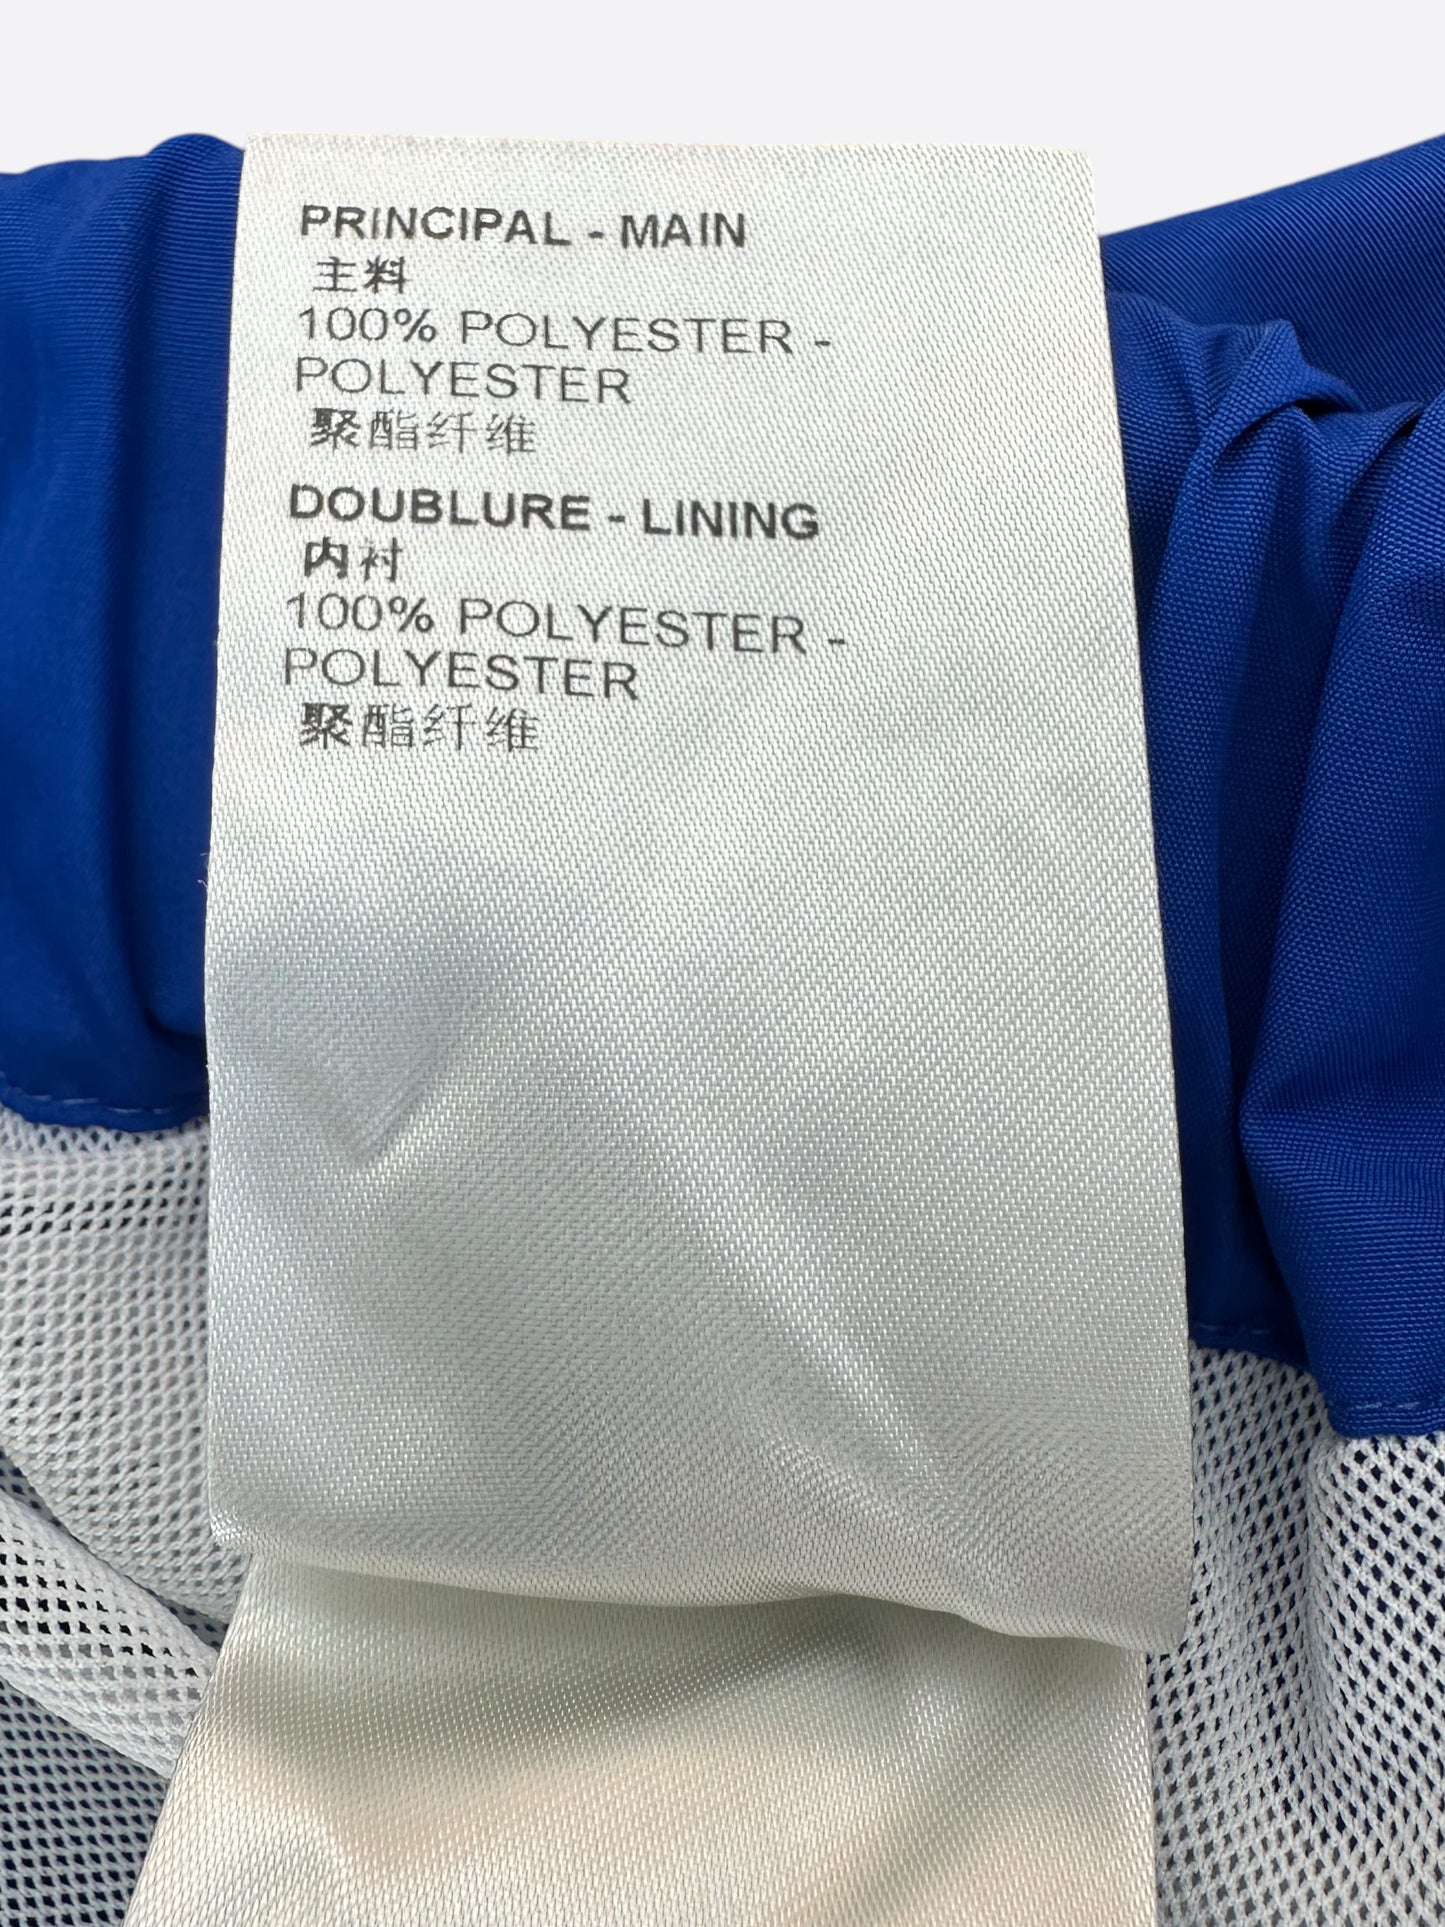 PRINCIPAL - MAIN
主料
100% POLYESTER -
POLYESTER
聚酯纤维
DOUBLURE - LINING
内衬
100% POLYESTER -
POLYESTER
聚酯纤维